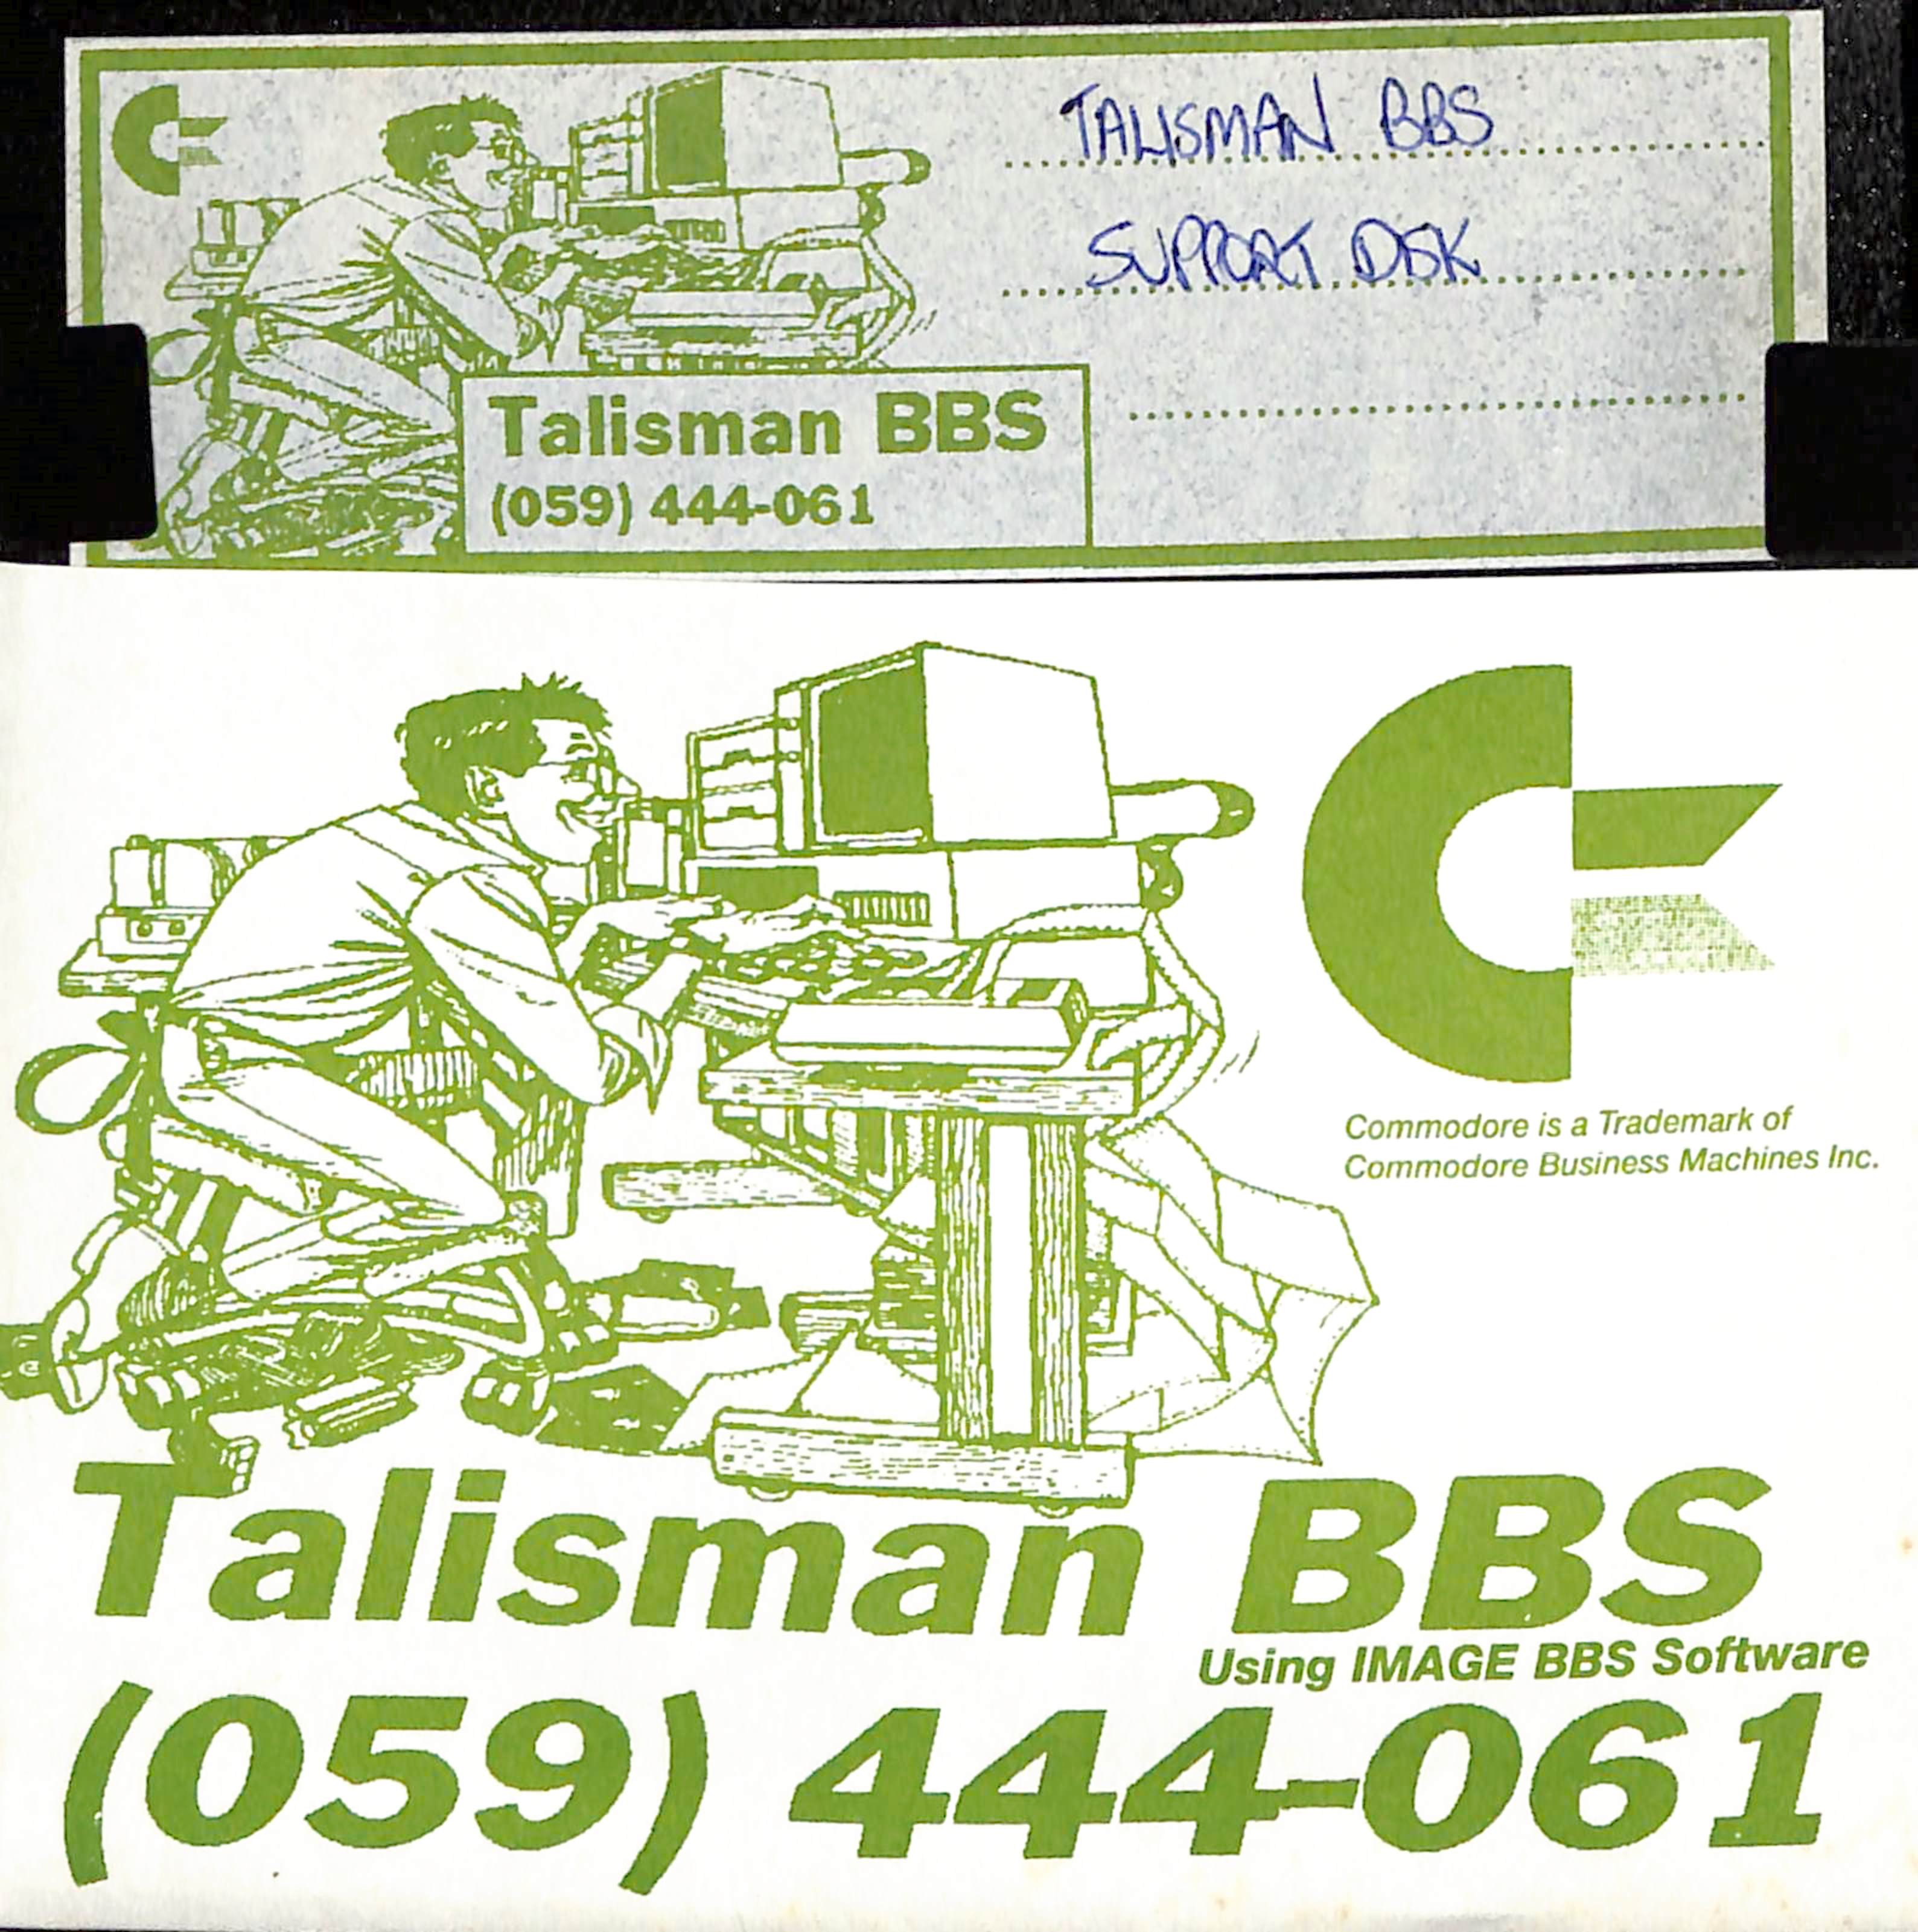 TALISMAN BBS
SUPPORT DISK
Talisman BBS
(059) 444-061
Commodore is a Trademark of
Commodore Business Machines Inc.
Talisman BBS
Using IMAGE BBS Software
(059) 444-061